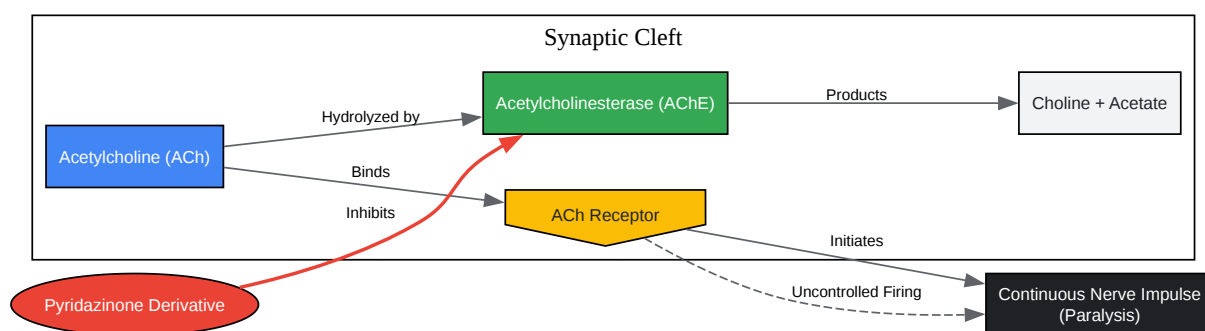 Synaptic Cleft
Acetylcholinesterase (AChE)
Products
Choline + Acetate
Hydrolyzed by
Acetylcholine (ACh)
Binds
Inhibits
ACh Receptor
Initiates
Pyridazinone Derivative
Uncontrolled Firing
Continuous Nerve Impulse
(Paralysis)